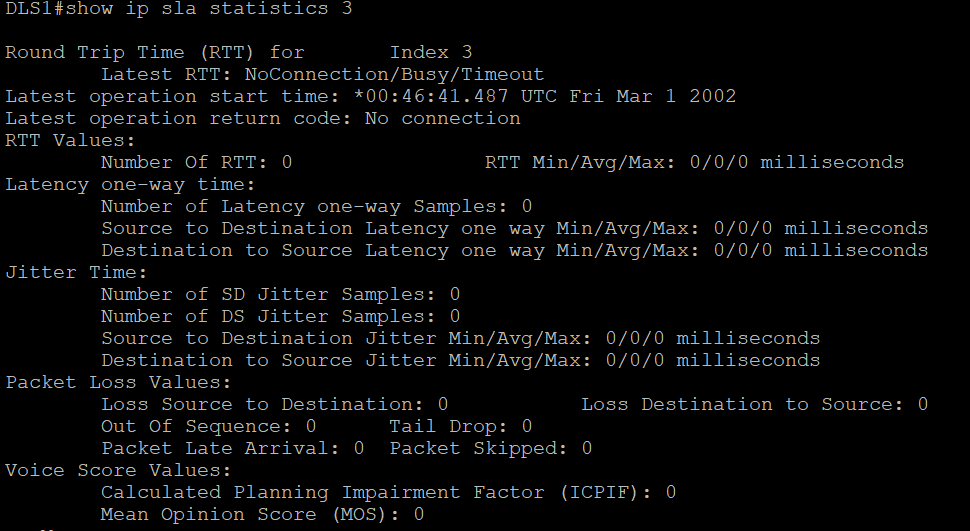 DLS1#show ip sla statistics 3
Round Trip Time (RTT) for Index 3
Latest RTT: NoConnection/Busy/Timeout
Latest operation start time: *00:46:41.487 UTC Fri Mar 1 2002
Latest operation return code: No connection
RTT Values:
Number Of RTT: 0 RTT Min/Avg/Max: 0/0/0 milliseconds
Latency one-way time:
Number of Latency one-way Samples: 0
Source to Destination Latency one way Min/Avg/Max: 0/0/0 milliseconds
Destination to Source Latency one way Min/Avg/Max: 0/0/0 milliseconds
Jitter Time:
Number of SD Jitter Samples: 0
Number of DS Jitter Samples: 0
Source to Destination Jitter Min/Avg/Max: 0/0/0 milliseconds
Destination to Source Jitter Min/Avg/Max: 0/0/0 milliseconds
Packet Loss Values:
Loss Source to Destination: 0 Loss Destination to Source: 0
Out Of Sequence: 0 Tail Drop: 0
Packet Late Arrival: 0 Packet Skipped: 0
Voice Score Values:
Calculated Planning Impairment Factor (ICPIF): 0
Mean Opinion Score (MOS): 0